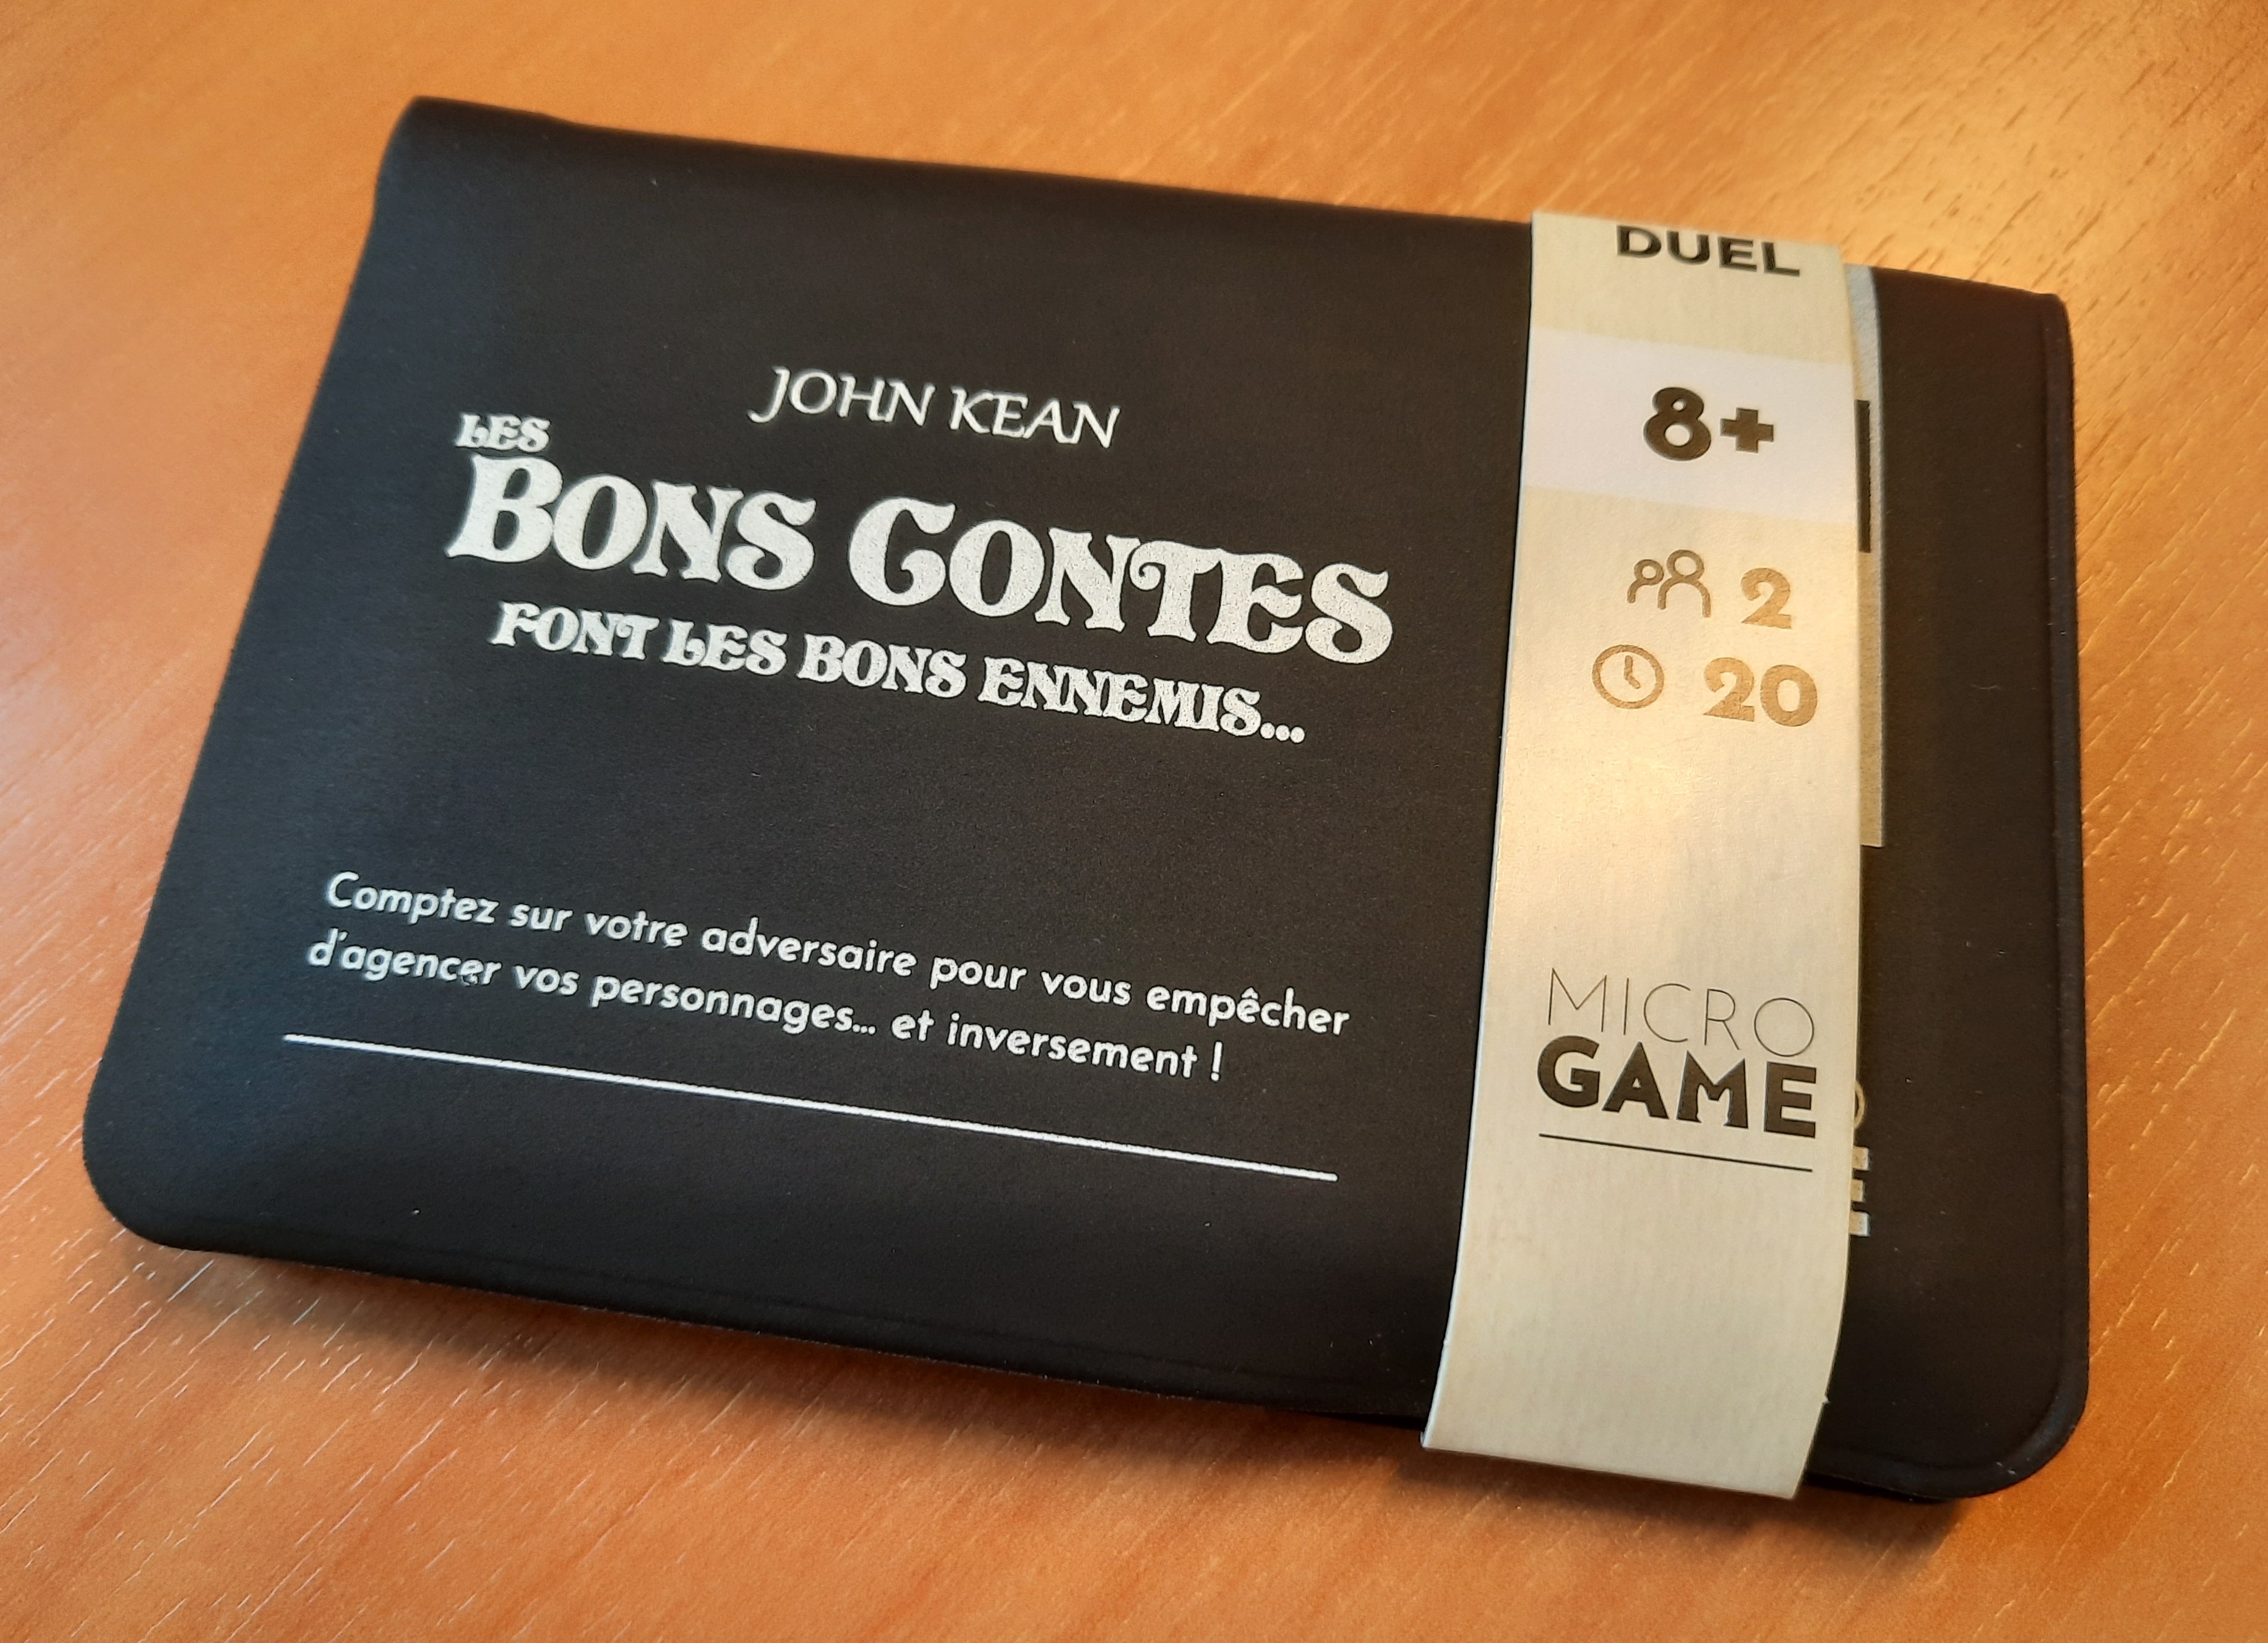 JOHN KEAN
LES
BONS CONTES
FONT LES BONS ENNEMIS...
Comptez sur votre adversaire pour vous empêcher
d'agencer vos personnages... et inversement !
DUEL
8+
2
20
MICRO
GAME